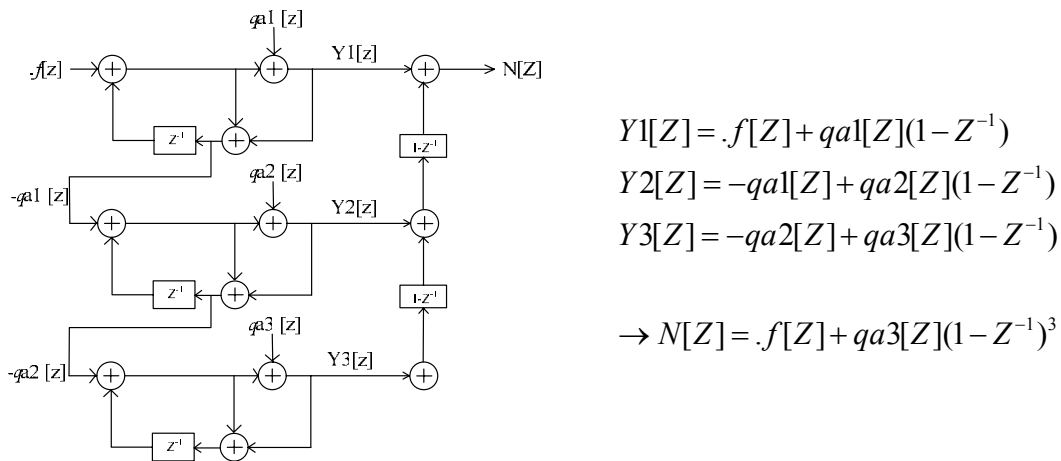 qa1 [z]
.f[z]
Y1[z]
N[Z]
Z-1
1-Z-1
-qa1 [z]
qa2 [z]
Y2[z]
Z-1
1-Z-1
-qa2 [z]
qa3 [z]
Y3[z]
Z-1
Y1[Z] = .f[Z] + qa1[Z](1 − Z⁻¹)
Y2[Z] = −qa1[Z] + qa2[Z](1 − Z⁻¹)
Y3[Z] = −qa2[Z] + qa3[Z](1 − Z⁻¹)
→ N[Z] = .f[Z] + qa3[Z](1 − Z⁻¹)³